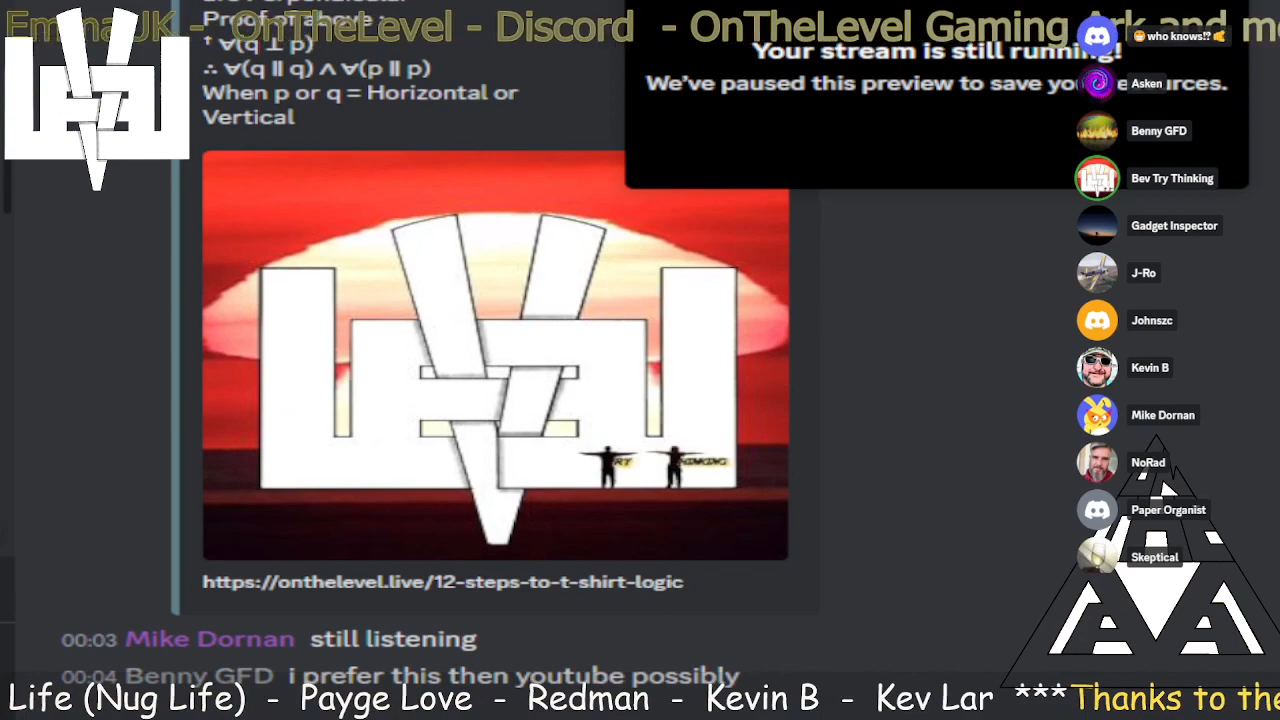 EmmaUK - OnTheLevel - Discord - OnTheLevel Gaming Ark and m
Proof of above :
↑ ∀(q ⊥ p)
∴ ∀(q ∥ q) ∧ ∀(p ∥ p)
When p or q = Horizontal or
Vertical
Your stream is still running!
We've paused this preview to save
who knows!?
Asken
Benny GFD
Bev Try Thinking
Gadget Inspector
J-Ro
Johnszc
Kevin B
Mike Dornan
NoRad
Paper Organist
Skeptical
https://onthelevel.live/12-steps-to-t-shirt-logic
00:03 Mike Dornan still listening
00:04 Benny GFD i prefer this then youtube possibly
Life (Nug Life) - Payge Love - Redman - Kevin B - Kev Lar ***Thanks to the